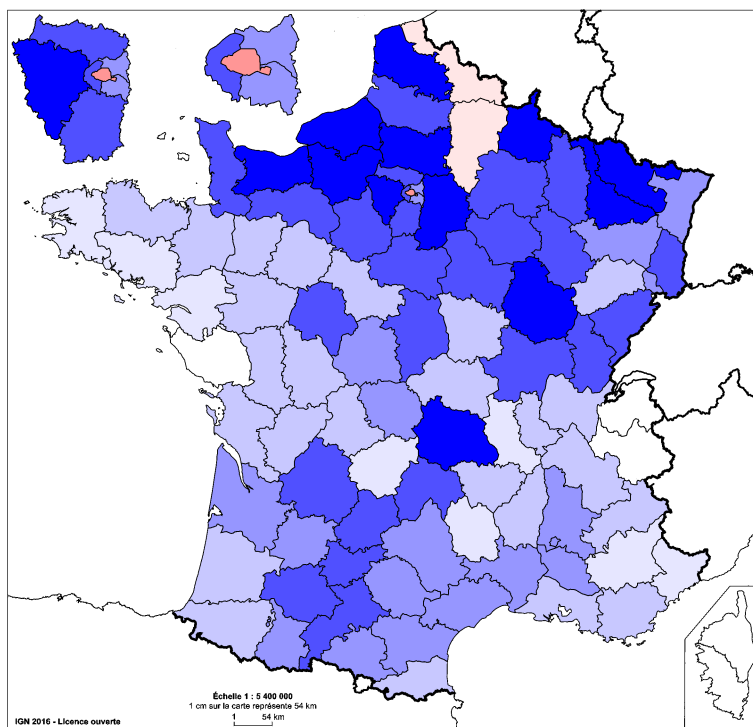 Échelle 1 : 5 400 000
1 cm sur la carte représente 54 km
1 54 km
IGN 2016 - Licence ouverte